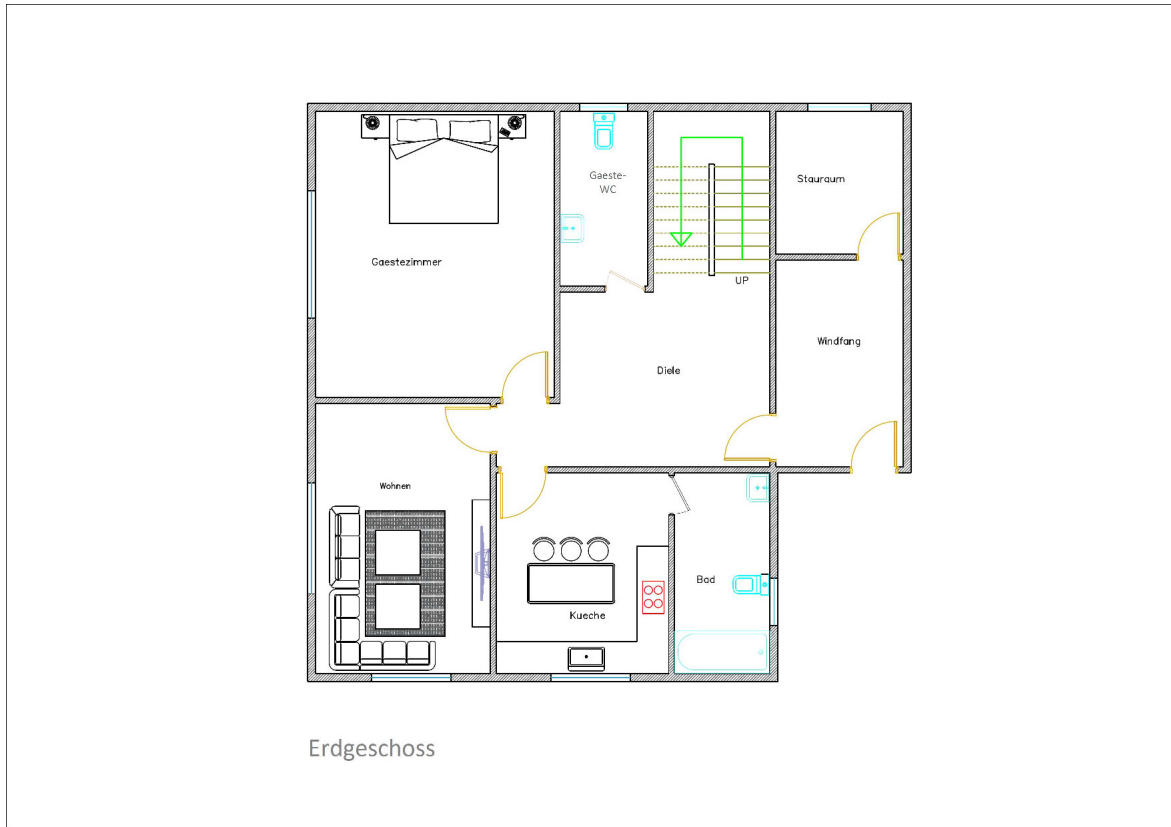 Gaeste-
WC
Stauraum
Gaestezimmer
UP
Windfang
Diele
Wohnen
Bad
Kueche
Erdgeschoss